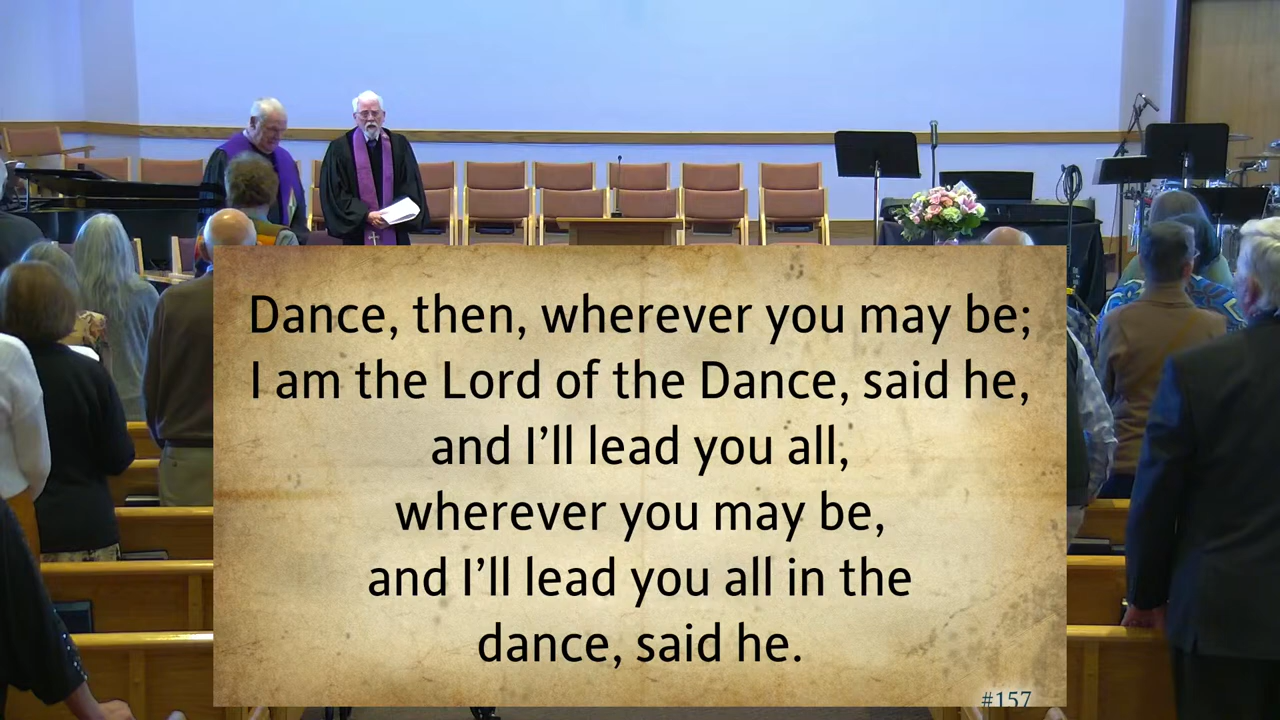 Dance, then, wherever you may be;
I am the Lord of the Dance, said he,
and I’ll lead you all,
wherever you may be,
and I’ll lead you all in the
dance, said he.
#157